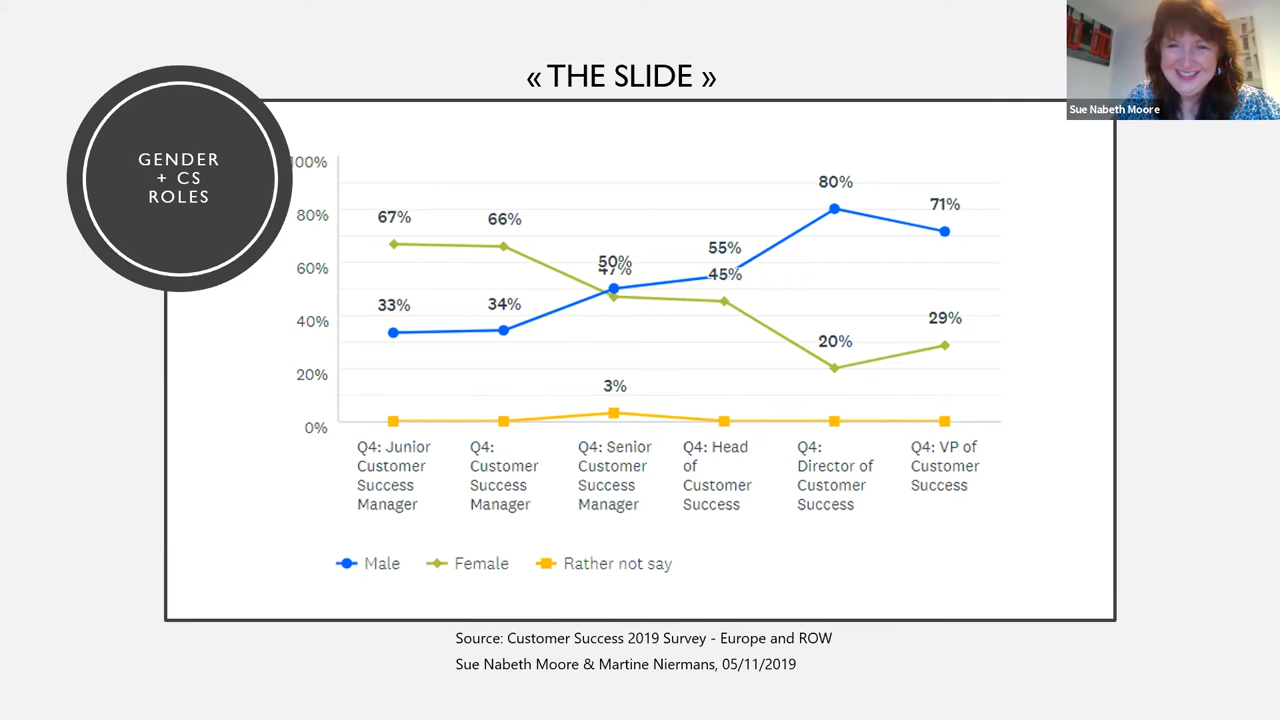 « THE SLIDE »
Sue Nabeth Moore
GENDER
+ CS
ROLES
100%
80%
60%
40%
20%
0%
67%
66%
50%
47%
55%
45%
80%
71%
33%
34%
20%
29%
3%
Q4: Junior
Customer
Success
Manager
Q4:
Customer
Success
Manager
Q4: Senior
Customer
Success
Manager
Q4: Head
of
Customer
Success
Q4:
Director of
Customer
Success
Q4: VP of
Customer
Success
Male
Female
Rather not say
Source: Customer Success 2019 Survey - Europe and ROW
Sue Nabeth Moore & Martine Niermans, 05/11/2019